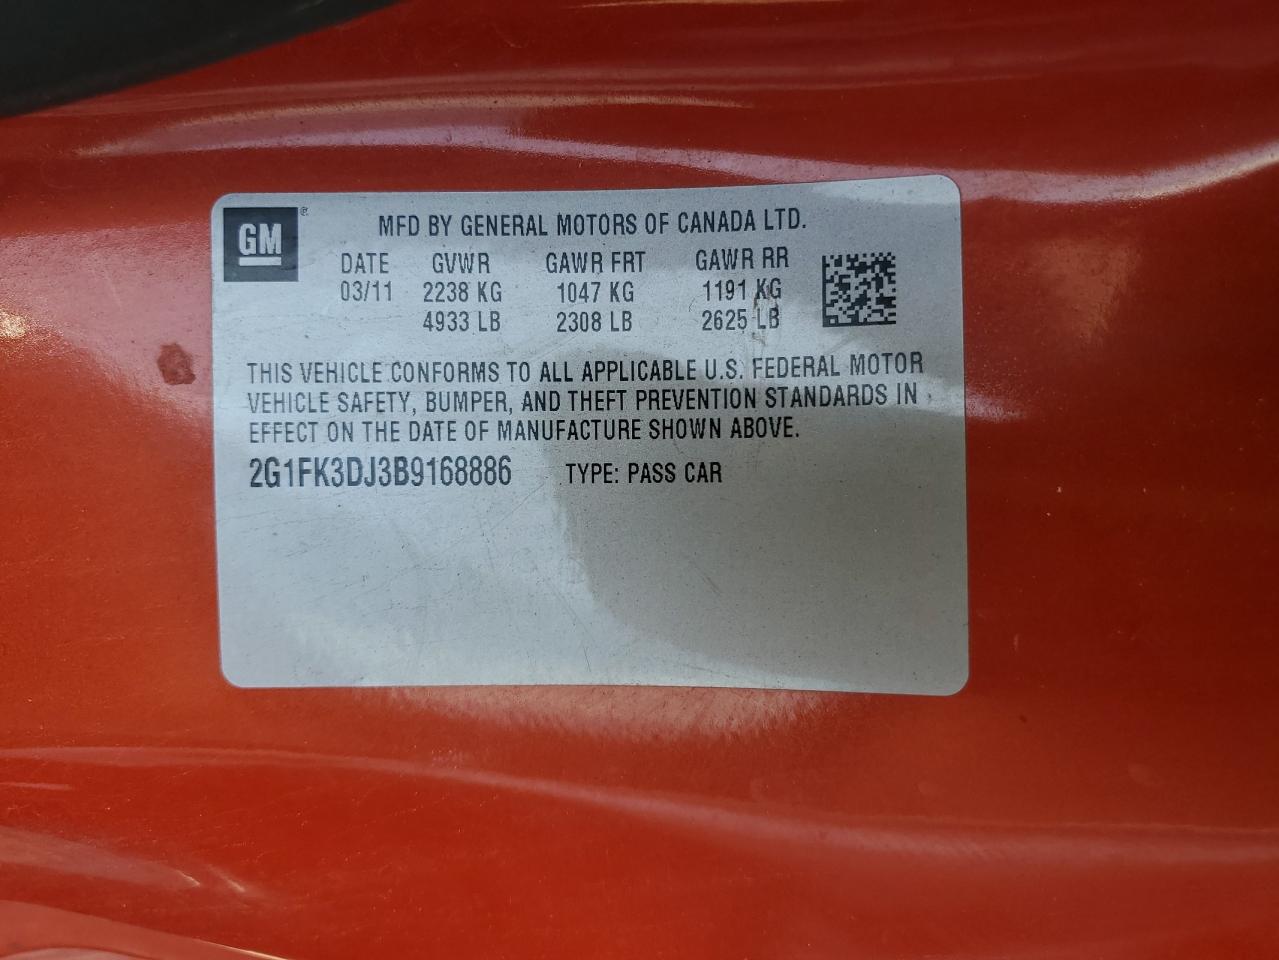 GM ®
MFD BY GENERAL MOTORS OF CANADA LTD.
DATE GVWR GAWR FRT GAWR RR
03/11 2238 KG 1047 KG 1191 KG
4933 LB 2308 LB 2625 LB
THIS VEHICLE CONFORMS TO ALL APPLICABLE U.S. FEDERAL MOTOR
VEHICLE SAFETY, BUMPER, AND THEFT PREVENTION STANDARDS IN
EFFECT ON THE DATE OF MANUFACTURE SHOWN ABOVE.
2G1FK3DJ3B9168886 TYPE: PASS CAR